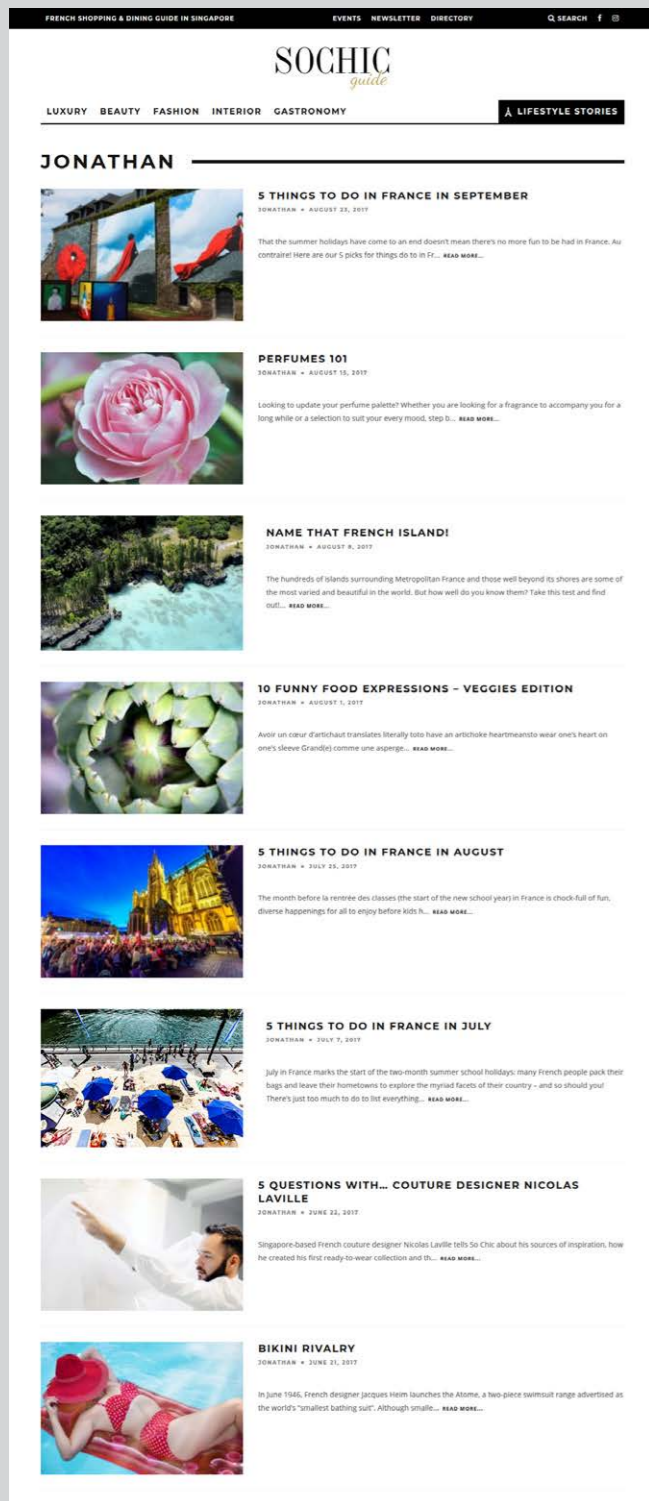 FRENCH SHOPPING & DINING GUIDE IN SINGAPORE
EVENTS NEWSLETTER DIRECTORY
SEARCH
SOCHIC
guide
LUXURY BEAUTY FASHION INTERIOR GASTRONOMY
LIFESTYLE STORIES
JONATHAN
5 THINGS TO DO IN FRANCE IN SEPTEMBER
JONATHAN • AUGUST 23, 2017
That the summer holidays have come to an end doesn't mean there's no more fun to be had in France. Au
contraire! Here are our 5 picks for things do to in Fr... READ MORE...
PERFUMES 101
JONATHAN • AUGUST 15, 2017
Looking to update your perfume palette? Whether you are looking for a fragrance to accompany you for a
long while or a selection to suit your every mood, step b... READ MORE...
NAME THAT FRENCH ISLAND!
JONATHAN • AUGUST 9, 2017
The hundreds of islands surrounding Metropolitan France and those well beyond its shores are some of
the most varied and beautiful in the world. But how well do you know them? Take this test and find
out!... READ MORE...
10 FUNNY FOOD EXPRESSIONS – VEGGIES EDITION
JONATHAN • AUGUST 1, 2017
Avoir un cœur d'artichaut translates literally toto have an artichoke heartmeansto wear one's heart on
one's sleeve Grand(e) comme une asperge... READ MORE...
5 THINGS TO DO IN FRANCE IN AUGUST
JONATHAN • JULY 25, 2017
The month before la rentrée des classes (the start of the new school year) in France is chock-full of fun,
diverse happenings for all to enjoy before kids h... READ MORE...
5 THINGS TO DO IN FRANCE IN JULY
JONATHAN • JULY 7, 2017
July in France marks the start of the two-month summer school holidays: many French people pack their
bags and leave their hometowns to explore the myriad facets of their country – and so should you!
There's just too much to do to list everything... READ MORE...
5 QUESTIONS WITH... COUTURE DESIGNER NICOLAS
LAVILLE
JONATHAN • JUNE 22, 2017
Singapore-based French couture designer Nicolas Laville tells So Chic about his sources of inspiration, how
he created his first ready-to-wear collection and th... READ MORE...
BIKINI RIVALRY
JONATHAN • JUNE 21, 2017
In June 1946, French designer Jacques Heim launches the Atome, a two-piece swimsuit range advertised as
the world's "smallest bathing suit". Although smalle... READ MORE...